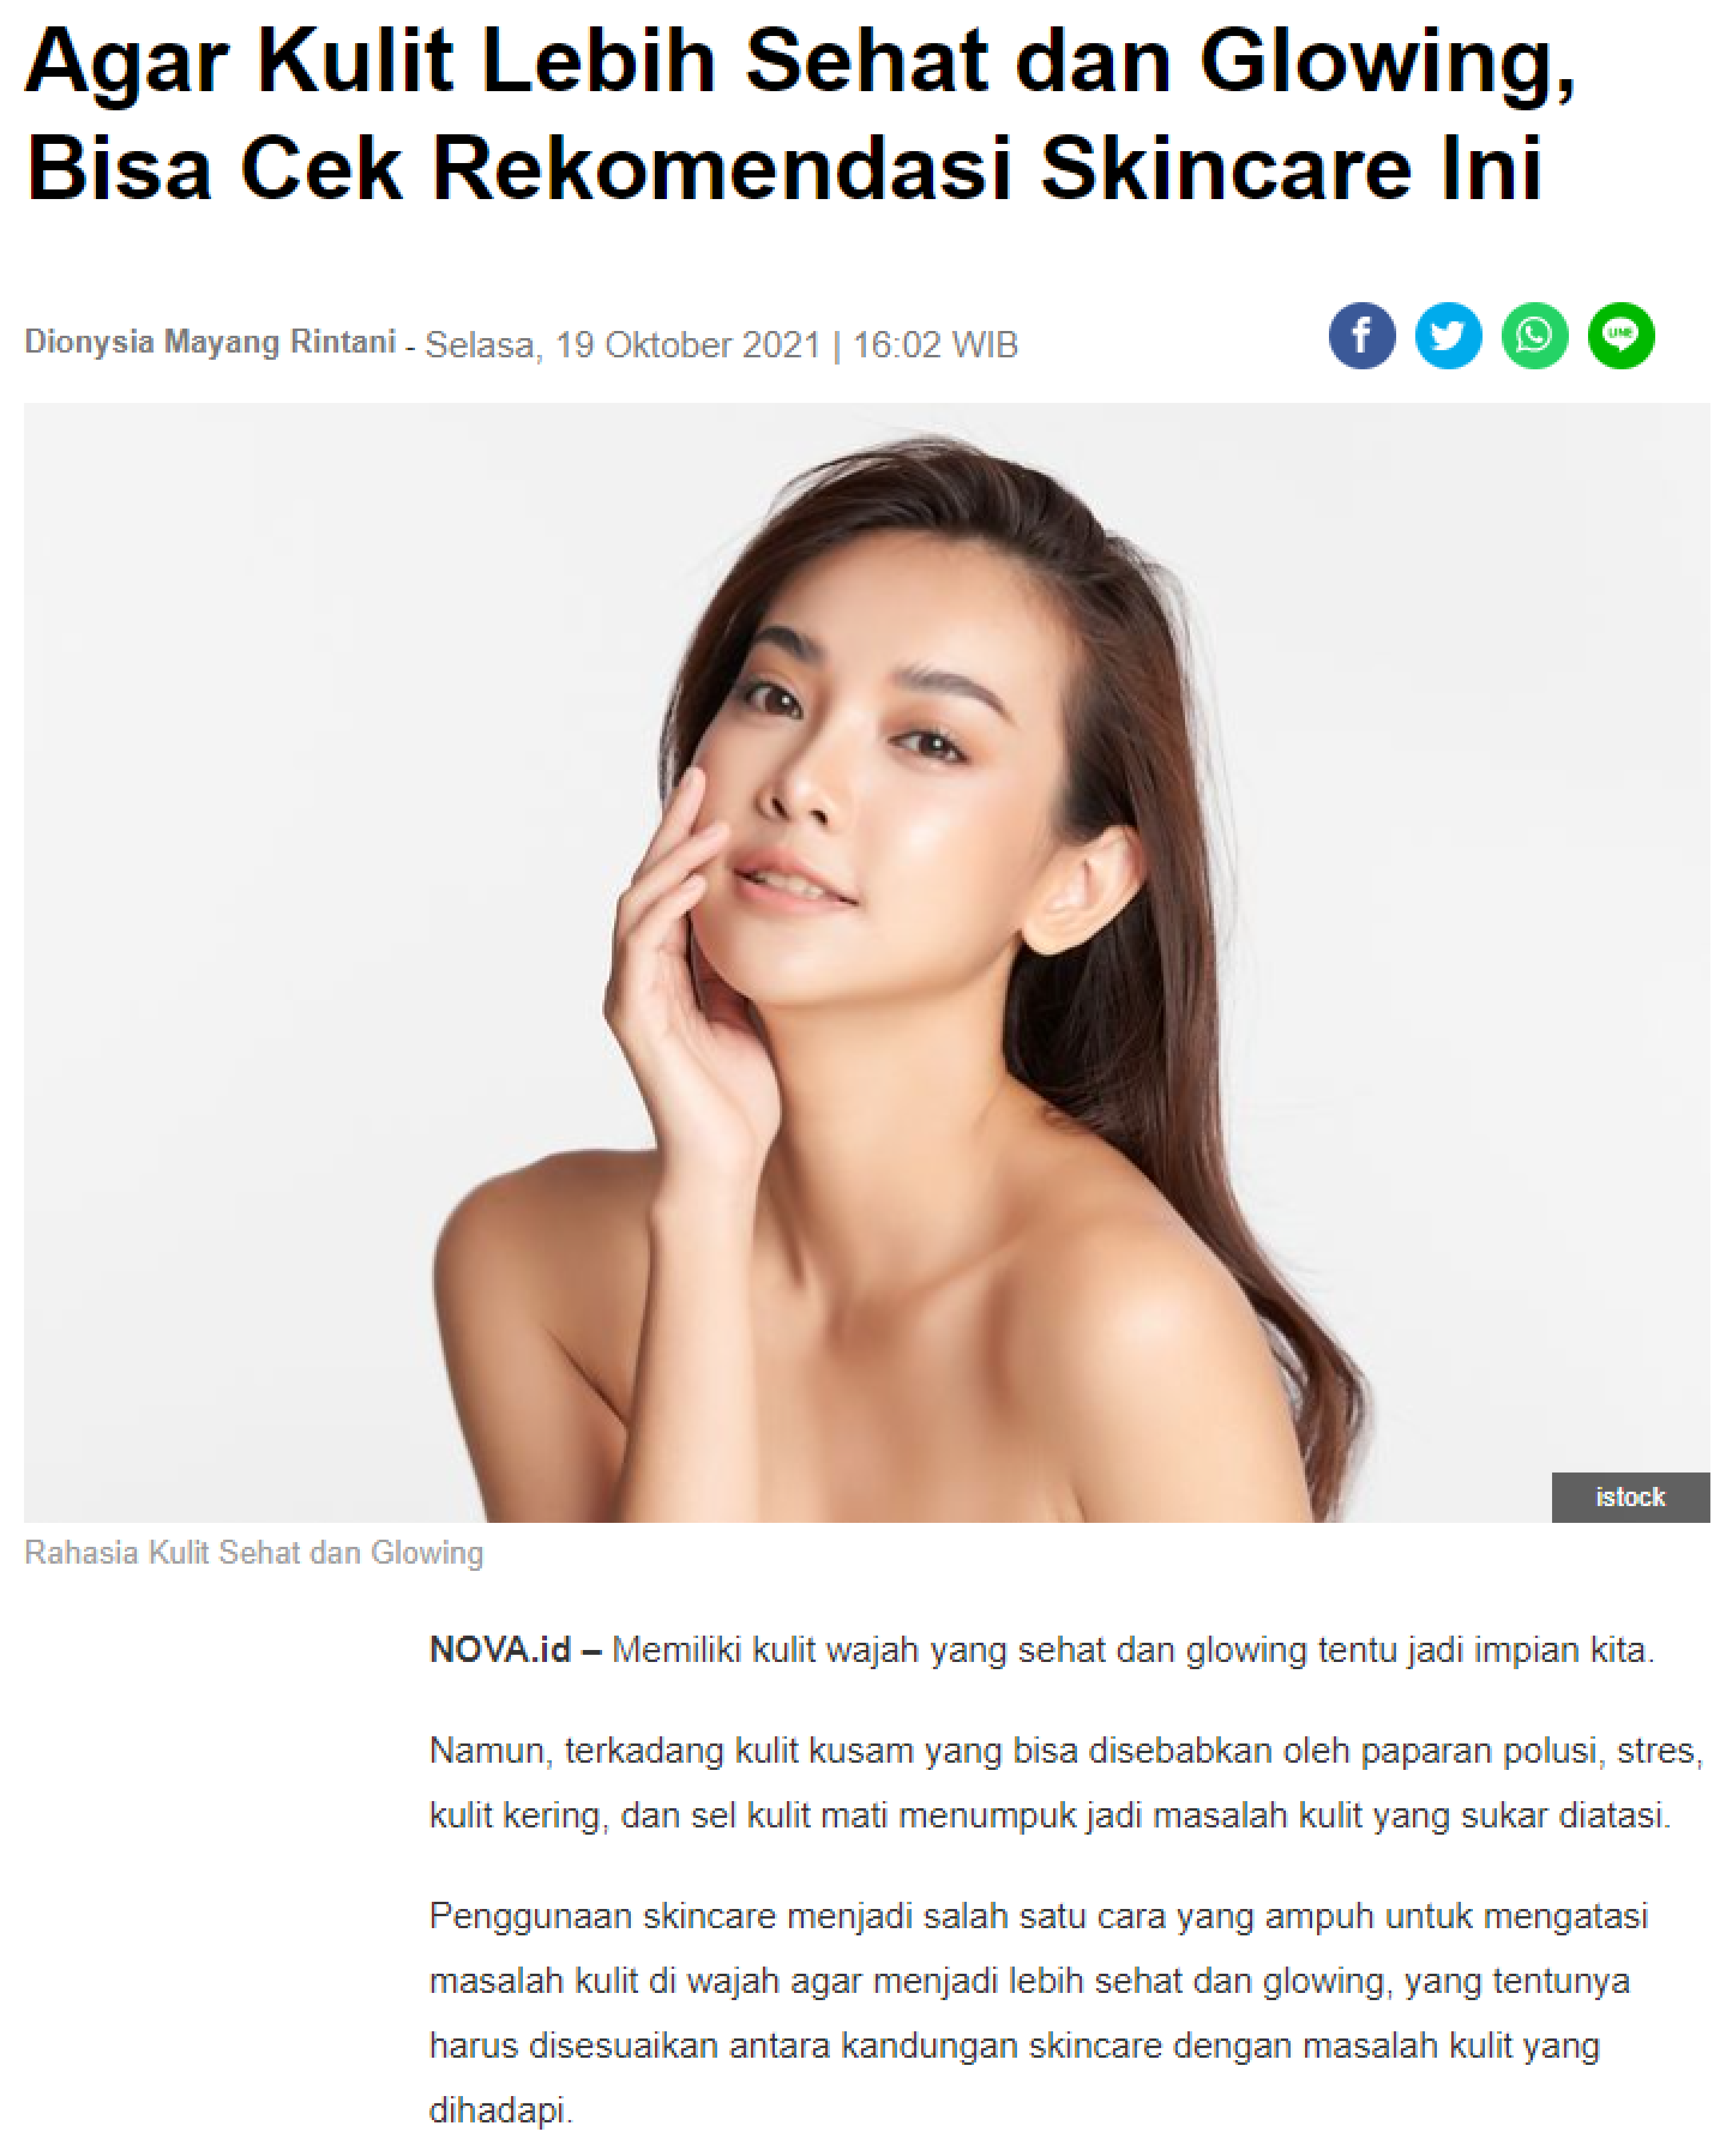 Agar Kulit Lebih Sehat dan Glowing,
Bisa Cek Rekomendasi Skincare Ini
Dionysia Mayang Rintani - Selasa, 19 Oktober 2021 | 16:02 WIB
f
LINE
istock
Rahasia Kulit Sehat dan Glowing
NOVA.id – Memiliki kulit wajah yang sehat dan glowing tentu jadi impian kita.
Namun, terkadang kulit kusam yang bisa disebabkan oleh paparan polusi, stres,
kulit kering, dan sel kulit mati menumpuk jadi masalah kulit yang sukar diatasi.
Penggunaan skincare menjadi salah satu cara yang ampuh untuk mengatasi
masalah kulit di wajah agar menjadi lebih sehat dan glowing, yang tentunya
harus disesuaikan antara kandungan skincare dengan masalah kulit yang
dihadapi.